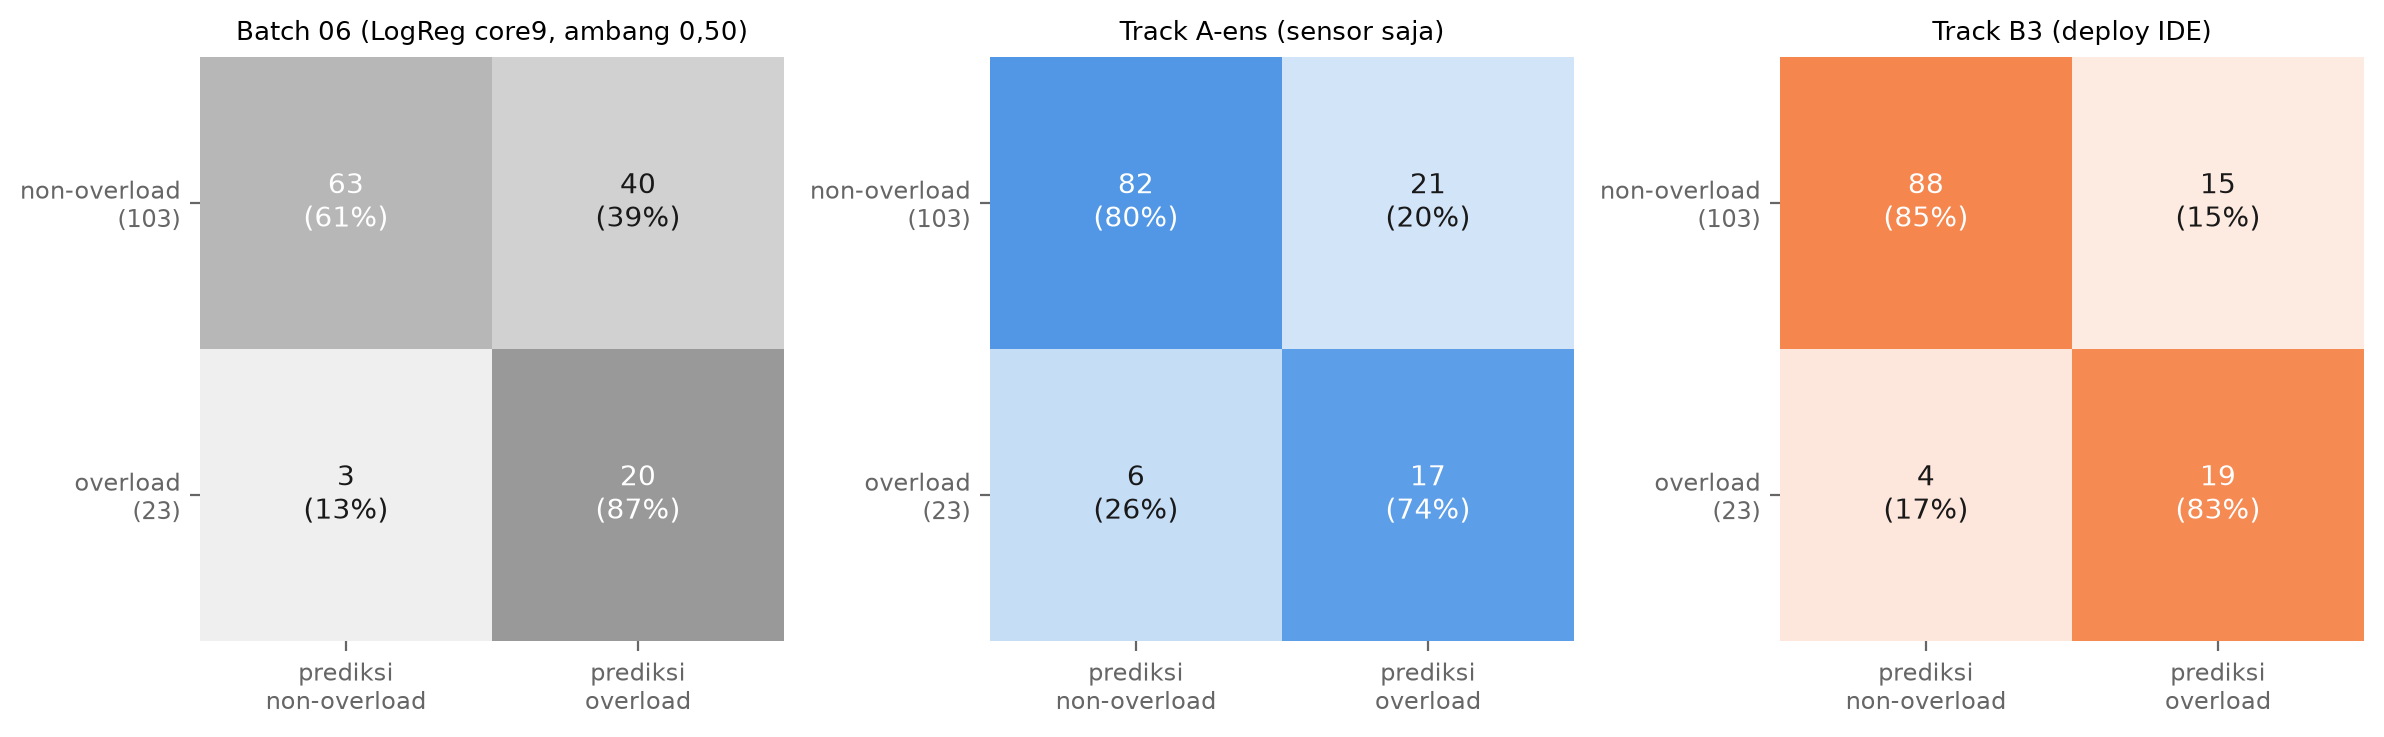 Batch 06 (LogReg core9, ambang 0,50)
non-overload
(103)
63
(61%)
40
(39%)
overload
(23)
3
(13%)
20
(87%)
prediksi
non-overload
prediksi
overload
Track A-ens (sensor saja)
non-overload
(103)
82
(80%)
21
(20%)
overload
(23)
6
(26%)
17
(74%)
prediksi
non-overload
prediksi
overload
Track B3 (deploy IDE)
non-overload
(103)
88
(85%)
15
(15%)
overload
(23)
4
(17%)
19
(83%)
prediksi
non-overload
prediksi
overload